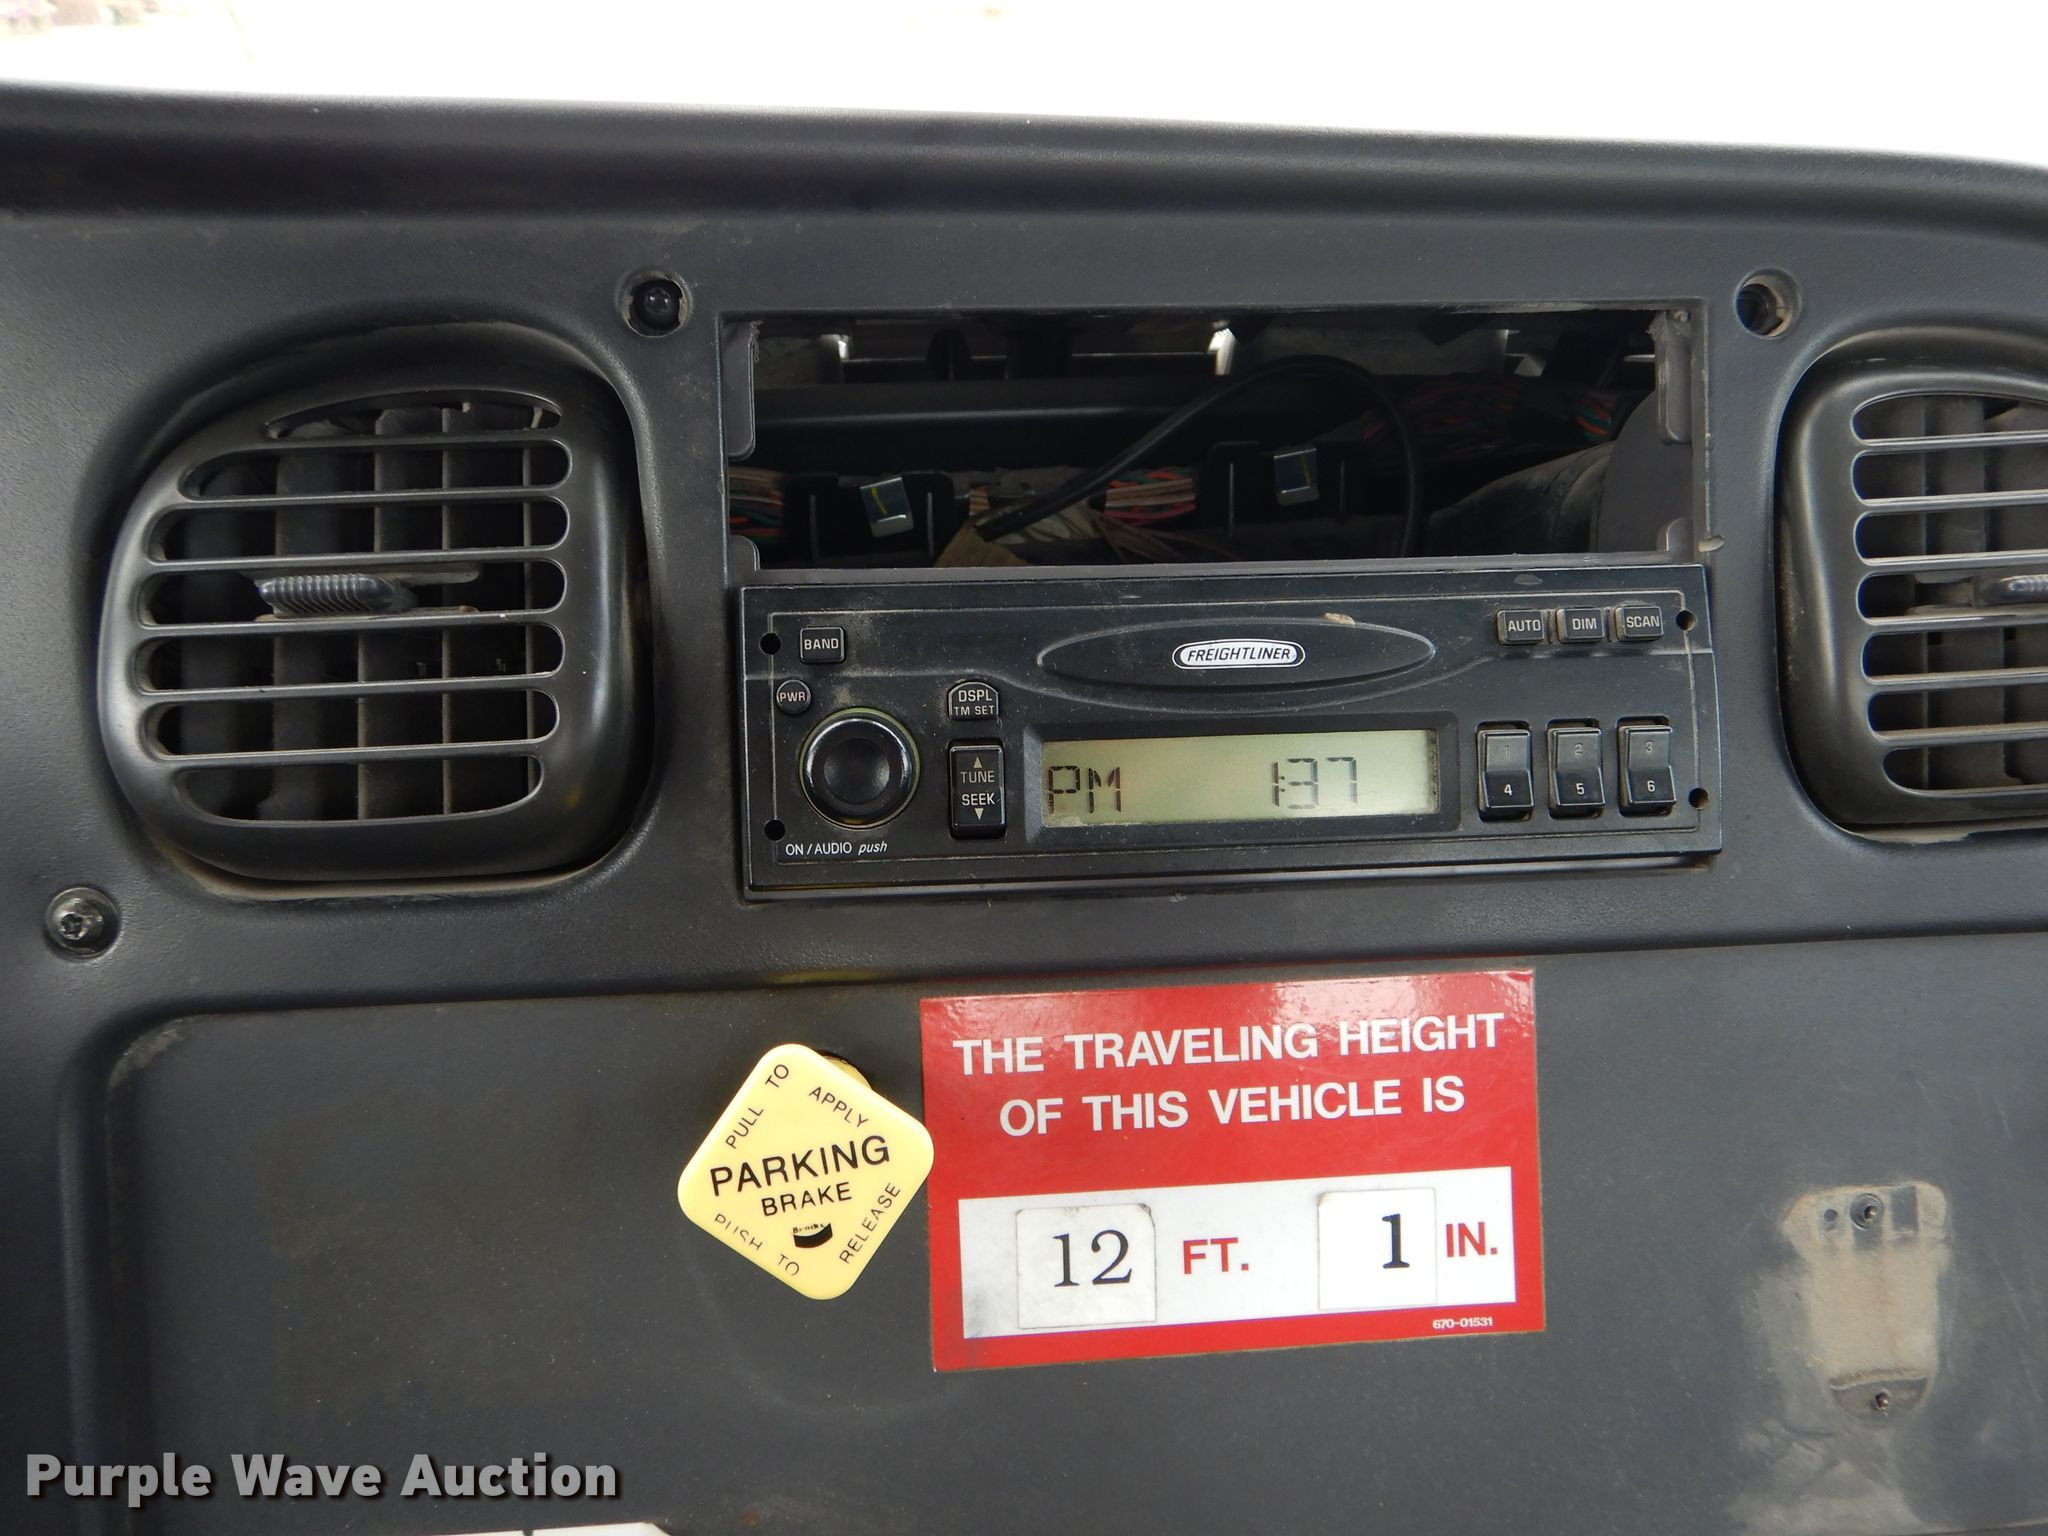 BAND
PWR
FREIGHTLINER
AUTO DIM SCAN
DSPL
TM SET
TUNE
SEEK
PM 1:37
1 2 3
4 5 6
ON / AUDIO push
THE TRAVELING HEIGHT
OF THIS VEHICLE IS
12 FT. 1 IN.
670-01531
PULL TO APPLY
PARKING
BRAKE
PUSH TO RELEASE
Purple Wave Auction